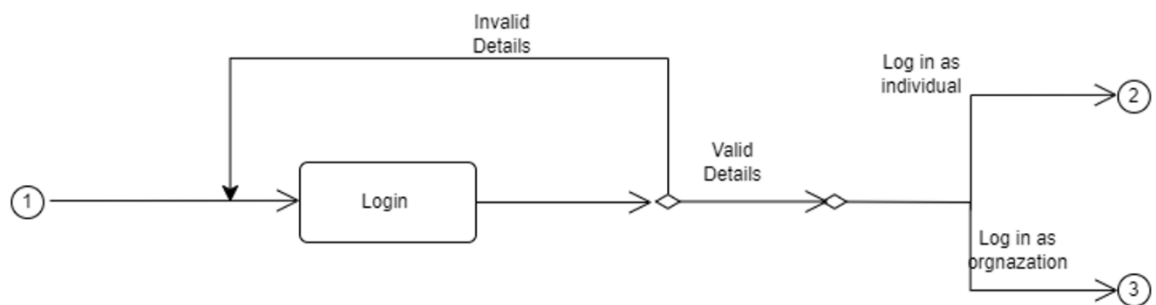 Invalid
Details
Log in as
individual
2
Valid
Details
1
Login
Log in as
orgnazation
3